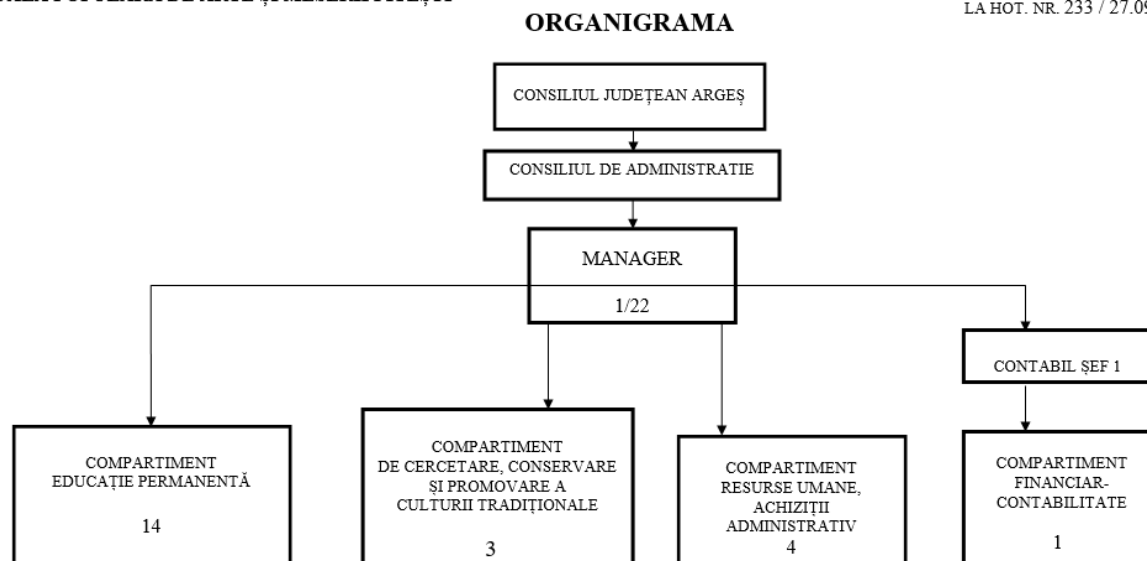 ORGANIGRAMA
LA HOT. NR. 233 / 27.09
CONSILIUL JUDEȚEAN ARGEȘ
CONSILIUL DE ADMINISTRATIE
MANAGER
1/22
CONTABIL ȘEF 1
COMPARTIMENT
EDUCAȚIE PERMANENTĂ
14
COMPARTIMENT
DE CERCETARE, CONSERVARE
ȘI PROMOVARE A
CULTURII TRADIȚIONALE
3
COMPARTIMENT
RESURSE UMANE,
ACHIZIȚII
ADMINISTRATIV
4
COMPARTIMENT
FINANCIAR-
CONTABILITATE
1